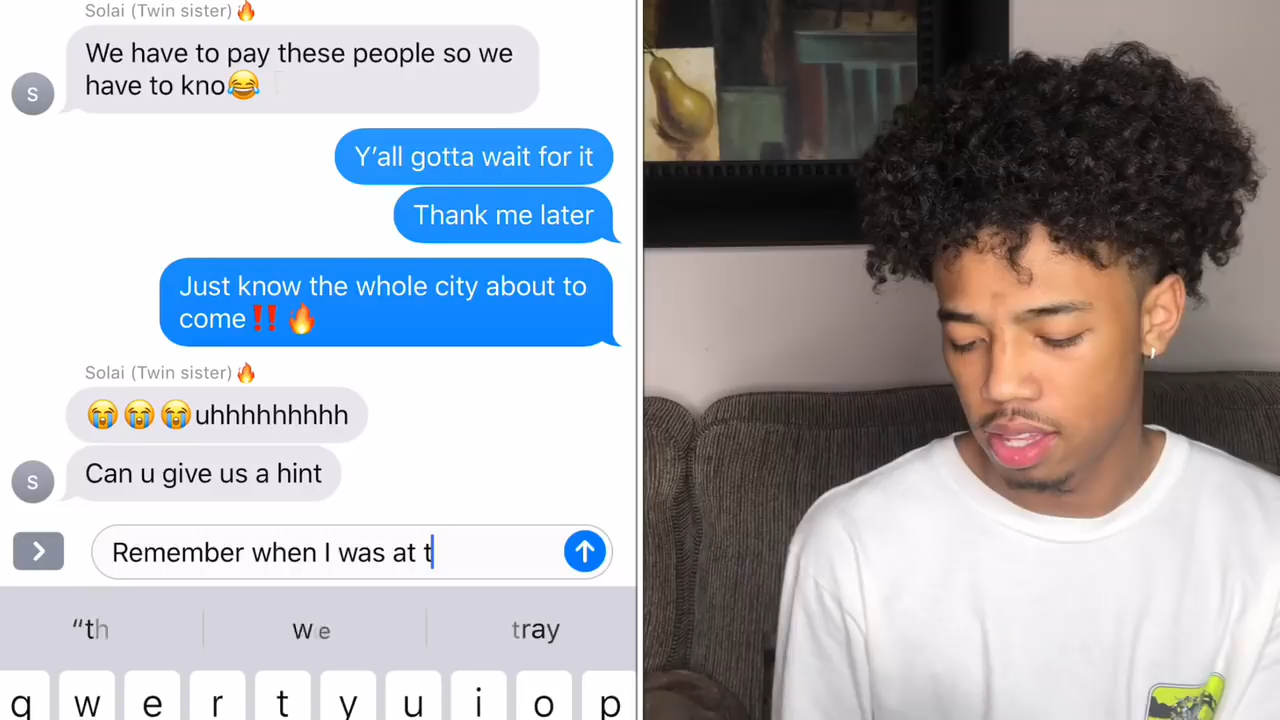 Solai (Twin sister)🔥
We have to pay these people so we
have to kno😂
S
Y'all gotta wait for it
Thank me later
Just know the whole city about to
come‼️🔥
Solai (Twin sister)🔥
😭😭😭uhhhhhhhhh
Can u give us a hint
S
Remember when I was at t
“th we tray
q w e r t y u i o p